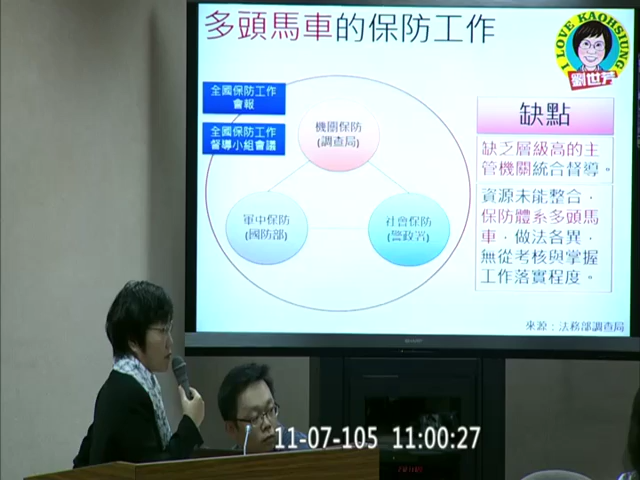 多頭馬車的保防工作
I LOVE KAOHSIUNG
劉世芳
全國保防工作
會報
全國保防工作
督導小組會議
機關保防
(調查局)
軍中保防
(國防部)
社會保防
(警政署)
缺點
缺乏層級高的主
管機關統合督導。
資源未能整合，
保防體系多頭馬
車，做法各異，
無從考核與掌握
工作落實程度。
來源：法務部調查局
SHARP
11-07-105 11:00:27